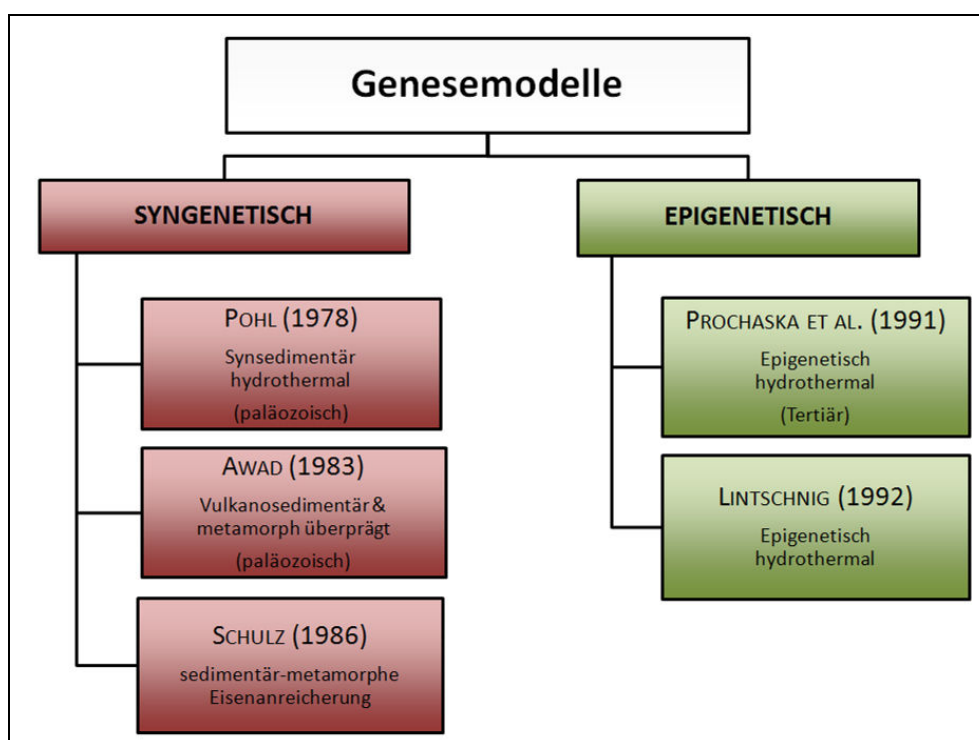 Genesemodelle
SYNGENETISCH
POHL (1978)
Synsedimentär
hydrothermal
(paläozoisch)
AWAD (1983)
Vulkanosedimentär &
metamorph überprägt
(paläozoisch)
SCHULZ (1986)
sedimentär-metamorphe
Eisenanreicherung
EPIGENETISCH
PROCHASKA ET AL. (1991)
Epigenetisch
hydrothermal
(Tertiär)
LINTSCHNIG (1992)
Epigenetisch
hydrothermal